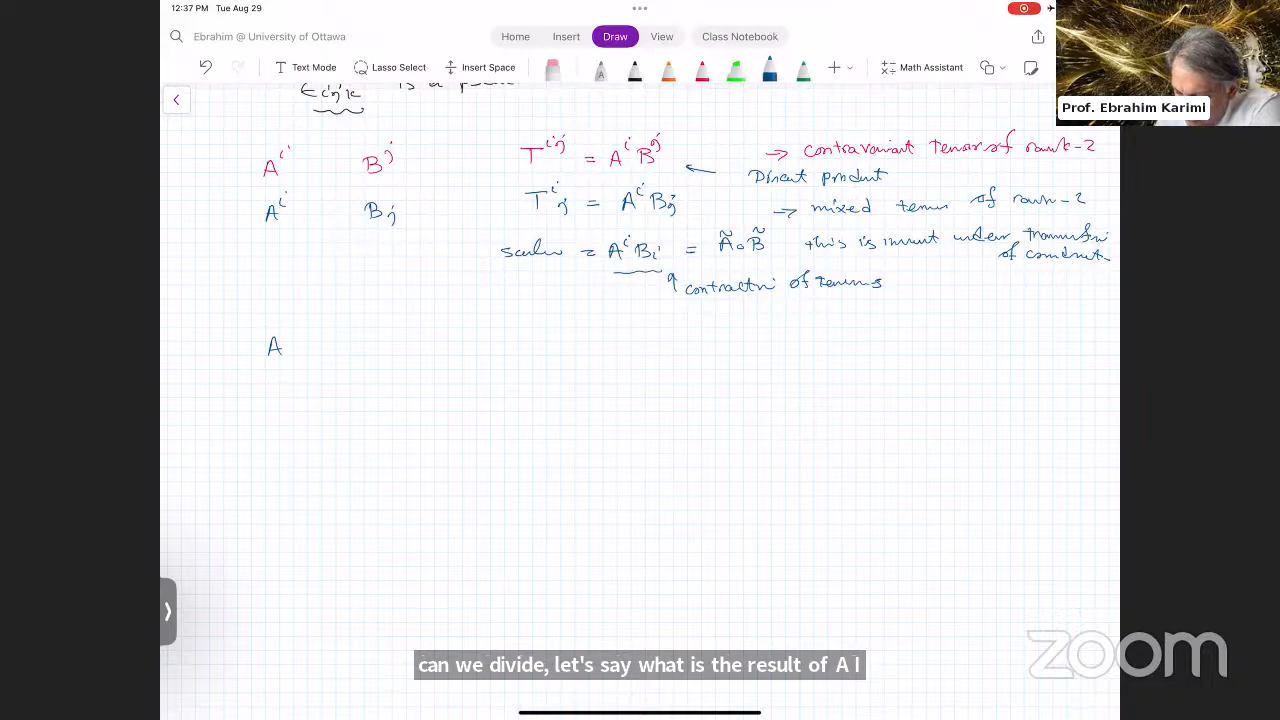 12:37 PM Tue Aug 29
Ebrahim @ University of Ottawa
Home Insert Draw View Class Notebook
Text Mode Lasso Select Insert Space Math Assistant
Prof. Ebrahim Karimi
ϵijk is a
A^i B^j T^ij = A^i B^j → contravariant tensor of rank-2
← Direct product
A^i B_j T^i_j = A^i B_j → mixed tensor of rank-2
scalar = A^i B_i = Ã∘B̃ this is invariant under
of
↑ contraction of tensors
A
can we divide, let's say what is the result of A I
zoom